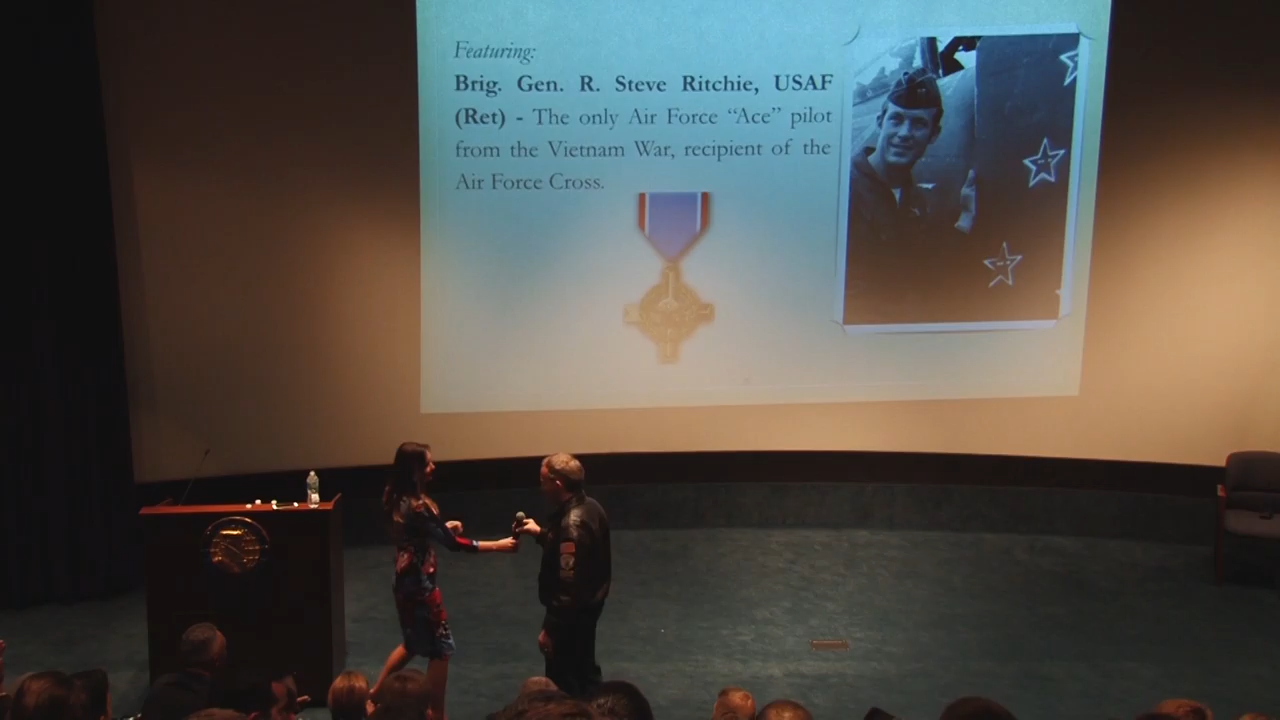 Featuring:
Brig. Gen. R. Steve Ritchie, USAF
(Ret) - The only Air Force “Ace” pilot
from the Vietnam War, recipient of the
Air Force Cross.